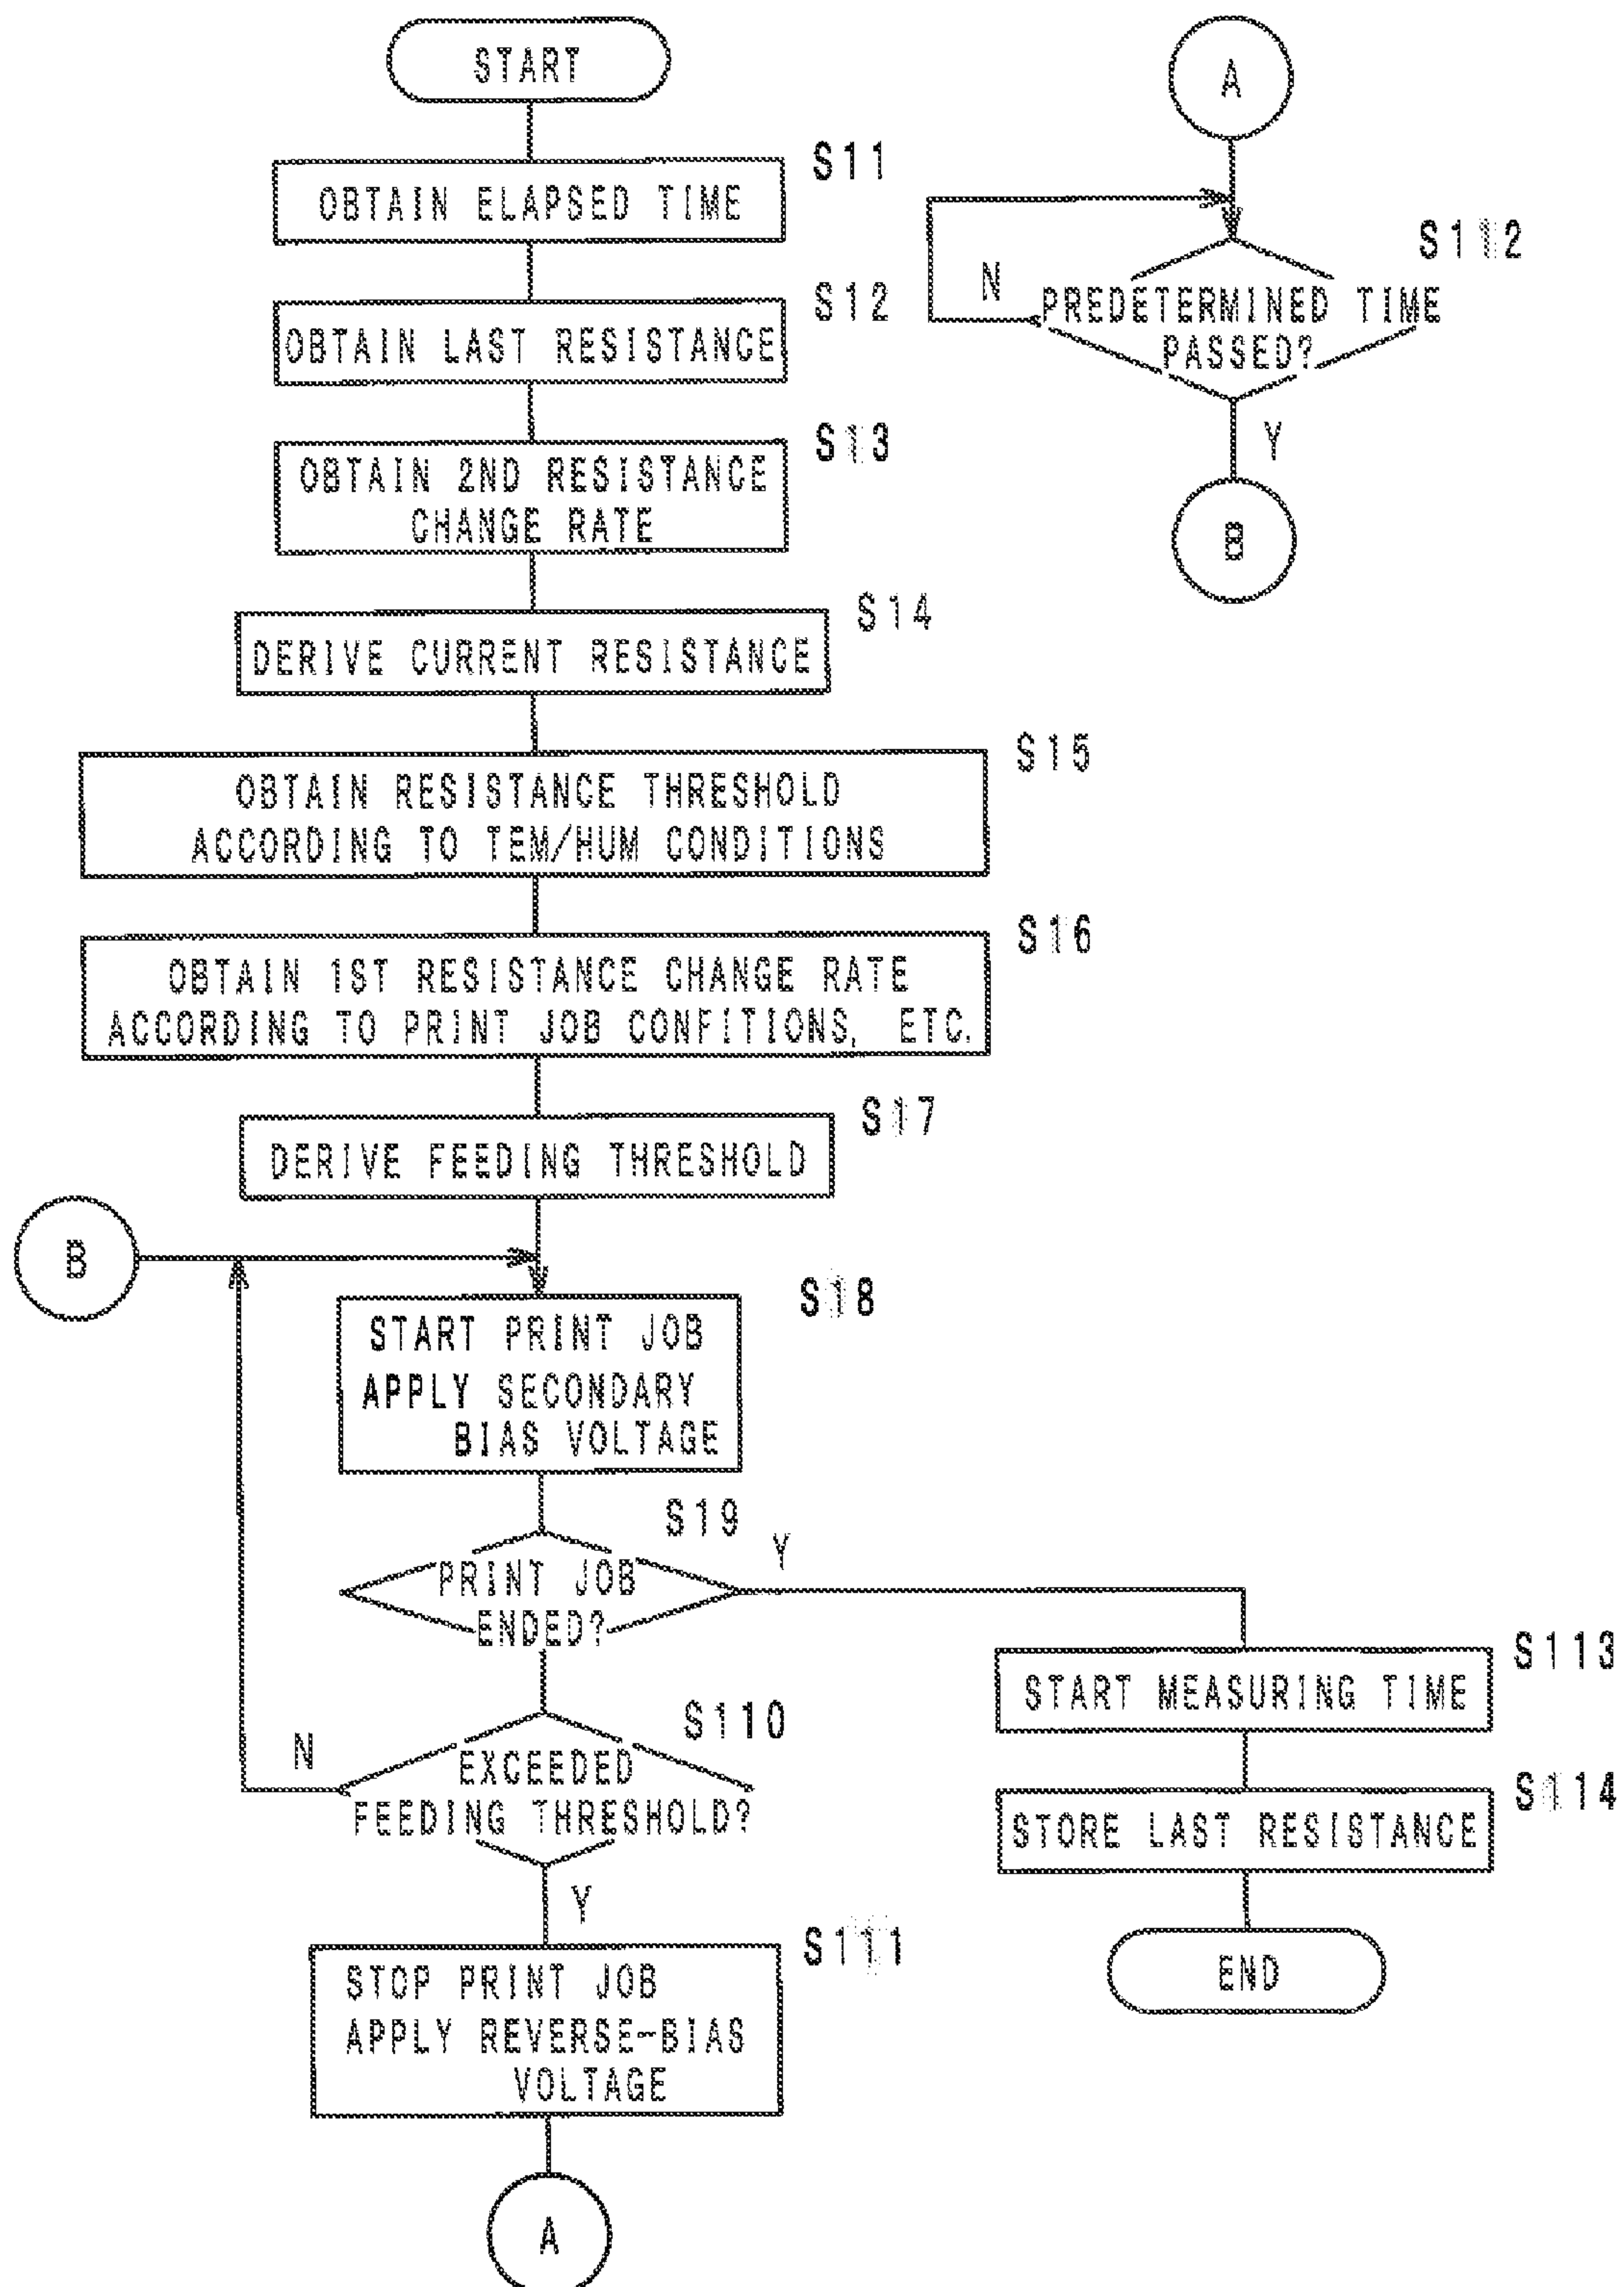 START
S11
OBTAIN ELAPSED TIME
S12
OBTAIN LAST RESISTANCE
S13
OBTAIN 2ND RESISTANCE
CHANGE RATE
S14
DERIVE CURRENT RESISTANCE
S15
OBTAIN RESISTANCE THRESHOLD
ACCORDING TO TEM/HUM CONDITIONS
S16
OBTAIN 1ST RESISTANCE CHANGE RATE
ACCORDING TO PRINT JOB CONFITIONS, ETC.
S17
DERIVE FEEDING THRESHOLD
B
S18
START PRINT JOB
APPLY SECONDARY
BIAS VOLTAGE
S19
Y
PRINT JOB
ENDED?
S110
N
EXCEEDED
FEEDING THRESHOLD?
Y
S111
STOP PRINT JOB
APPLY REVERSE-BIAS
VOLTAGE
A
A
S112
N
PREDETERMINED TIME
PASSED?
Y
B
S113
START MEASURING TIME
S114
STORE LAST RESISTANCE
END